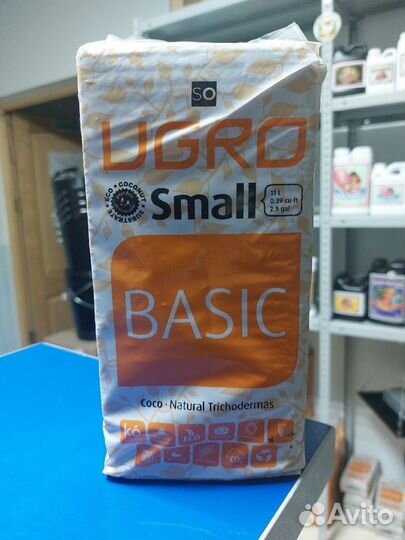 SO
UGRO
ECO • COCONUT • SUBSTRATE
Small
11 L
0.39 cu·ft
2.9 gal
BASIC
Coco · Natural Trichodermas
Avito